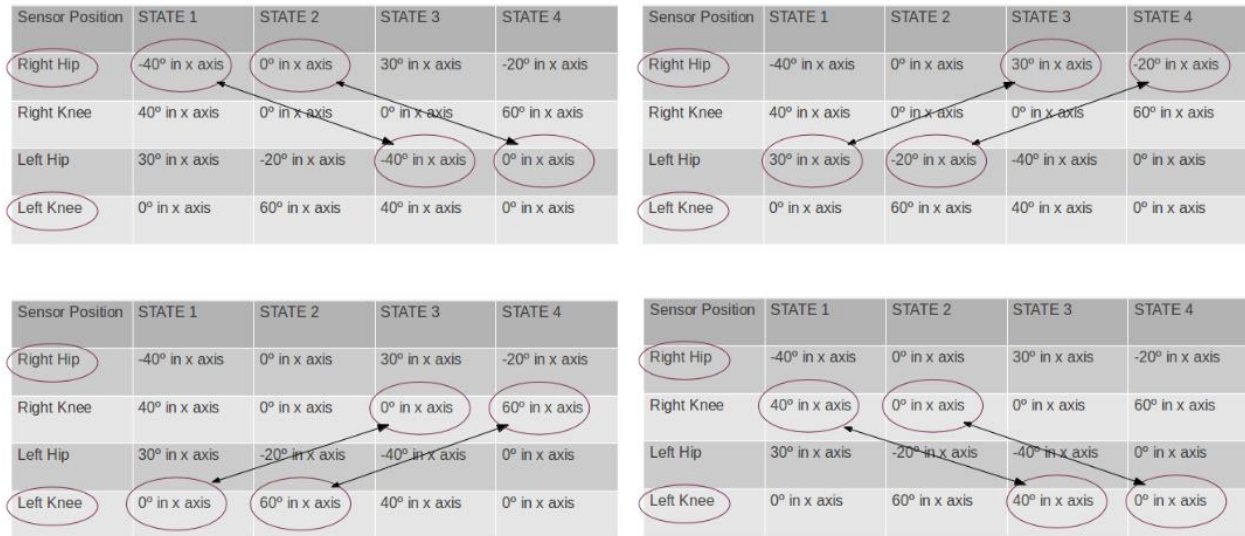 Sensor Position STATE 1 STATE 2 STATE 3 STATE 4
Right Hip -40º in x axis 0º in x axis 30º in x axis -20º in x axis
Right Knee 40º in x axis 0º in x axis 0º in x axis 60º in x axis
Left Hip 30º in x axis -20º in x axis -40º in x axis 0º in x axis
Left Knee 0º in x axis 60º in x axis 40º in x axis 0º in x axis
Sensor Position STATE 1 STATE 2 STATE 3 STATE 4
Right Hip -40º in x axis 0º in x axis 30º in x axis -20º in x axis
Right Knee 40º in x axis 0º in x axis 0º in x axis 60º in x axis
Left Hip 30º in x axis -20º in x axis -40º in x axis 0º in x axis
Left Knee 0º in x axis 60º in x axis 40º in x axis 0º in x axis
Sensor Position STATE 1 STATE 2 STATE 3 STATE 4
Right Hip -40º in x axis 0º in x axis 30º in x axis -20º in x axis
Right Knee 40º in x axis 0º in x axis 0º in x axis 60º in x axis
Left Hip 30º in x axis -20º in x axis -40º in x axis 0º in x axis
Left Knee 0º in x axis 60º in x axis 40º in x axis 0º in x axis
Sensor Position STATE 1 STATE 2 STATE 3 STATE 4
Right Hip -40º in x axis 0º in x axis 30º in x axis -20º in x axis
Right Knee 40º in x axis 0º in x axis 0º in x axis 60º in x axis
Left Hip 30º in x axis -20º in x axis -40º in x axis 0º in x axis
Left Knee 0º in x axis 60º in x axis 40º in x axis 0º in x axis